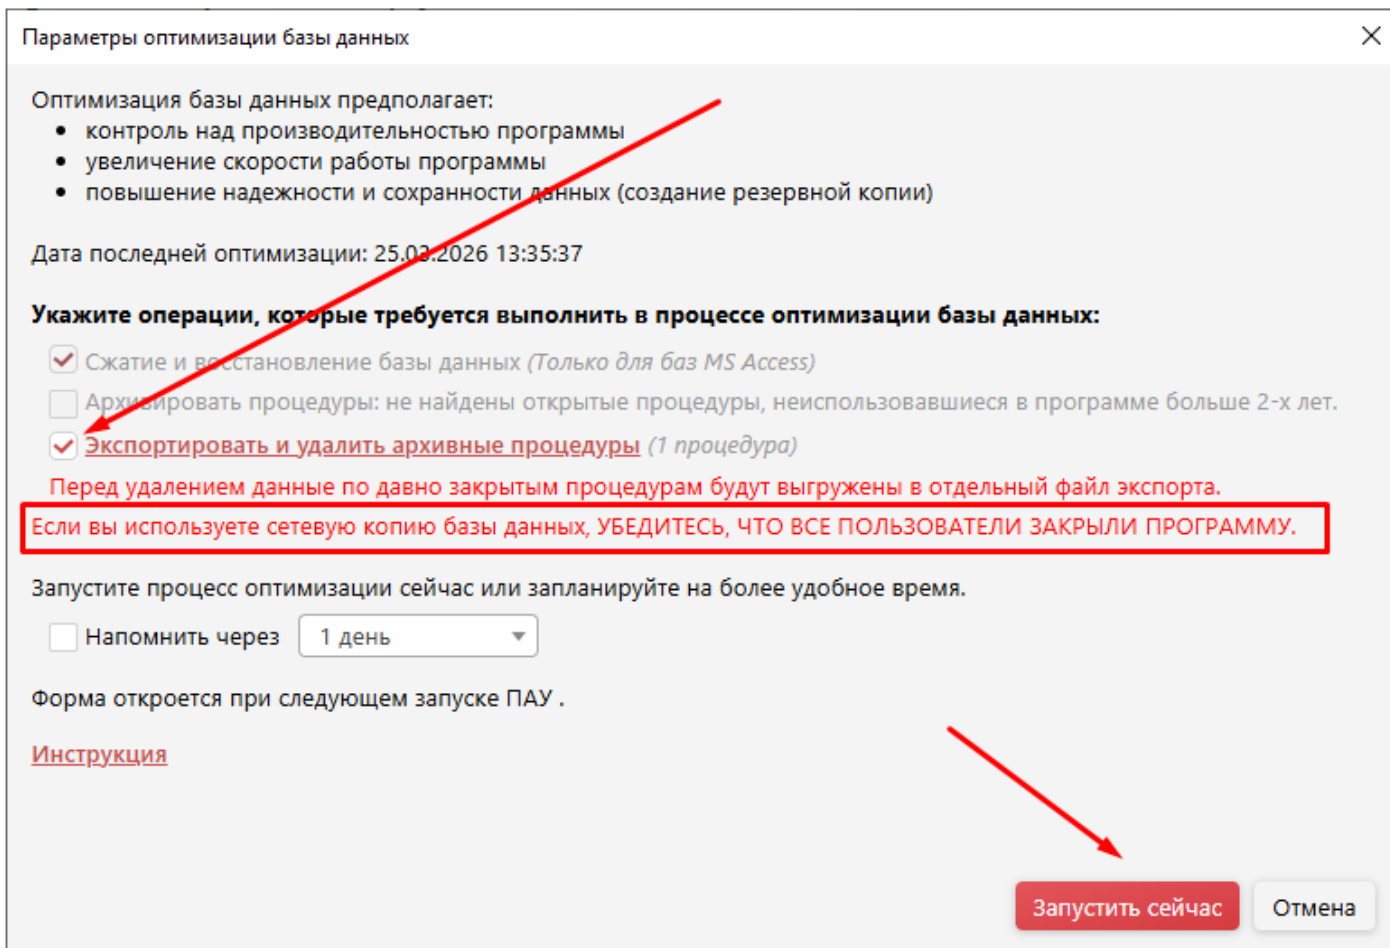 Параметры оптимизации базы данных
Оптимизация базы данных предполагает:
• контроль над производительностью программы
• увеличение скорости работы программы
• повышение надежности и сохранности данных (создание резервной копии)
Дата последней оптимизации: 25.03.2026 13:35:37
Укажите операции, которые требуется выполнить в процессе оптимизации базы данных:
Сжатие и восстановление базы данных (Только для баз MS Access)
Архивировать процедуры: не найдены открытые процедуры, неиспользовавшиеся в программе больше 2-х лет.
Экспортировать и удалить архивные процедуры (1 процедура)
Перед удалением данные по давно закрытым процедурам будут выгружены в отдельный файл экспорта.
Если вы используете сетевую копию базы данных, УБЕДИТЕСЬ, ЧТО ВСЕ ПОЛЬЗОВАТЕЛИ ЗАКРЫЛИ ПРОГРАММУ.
Запустите процесс оптимизации сейчас или запланируйте на более удобное время.
Напомнить через 1 день
Форма откроется при следующем запуске ПАУ .
Инструкция
Запустить сейчас Отмена